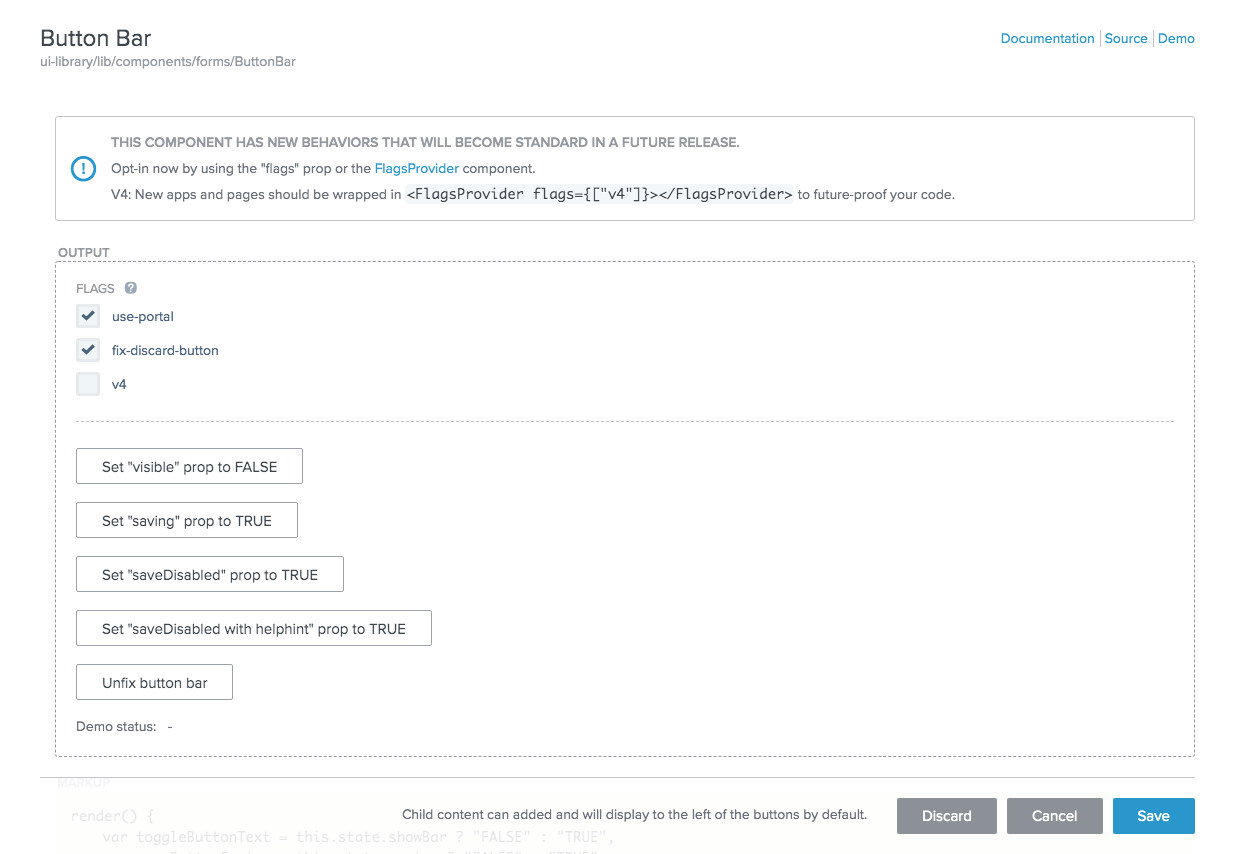 Button Bar
Documentation Source Demo
ui-library/lib/components/forms/ButtonBar
THIS COMPONENT HAS NEW BEHAVIORS THAT WILL BECOME STANDARD IN A FUTURE RELEASE.
Opt-in now by using the "flags" prop or the FlagsProvider component.
V4: New apps and pages should be wrapped in <FlagsProvider flags={["v4"]}></FlagsProvider> to future-proof your code.
OUTPUT
FLAGS ?
use-portal
fix-discard-button
v4
Set "visible" prop to FALSE
Set "saving" prop to TRUE
Set "saveDisabled" prop to TRUE
Set "saveDisabled with helphint" prop to TRUE
Unfix button bar
Demo status: -
MARKUP
render() {
Child content can added and will display to the left of the buttons by default.
Discard Cancel Save
var toggleButtonText = this.state.showBar ? "FALSE" : "TRUE",